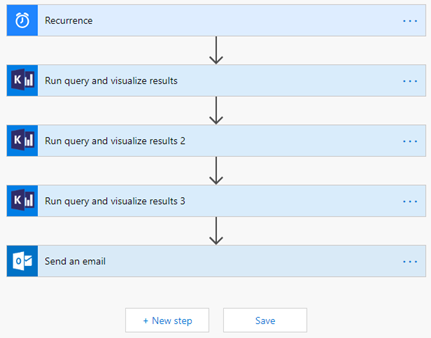 Recurrence
...
K Run query and visualize results
...
K Run query and visualize results 2
...
K Run query and visualize results 3
...
o Send an email
...
+ New step Save